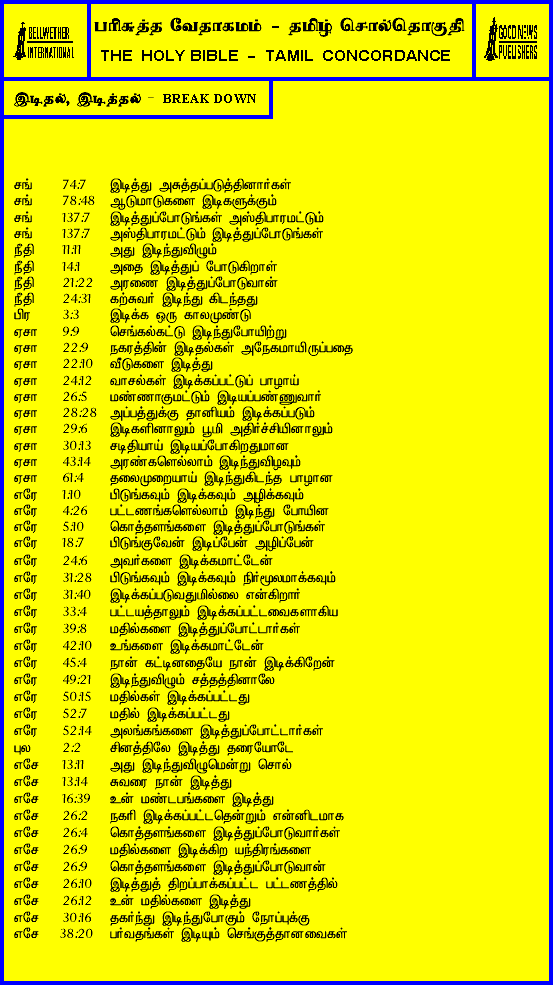 BELLWETHER
INTERNATIONAL
பரிசுத்த வேதாகமம் - தமிழ் சொல்தொகுதி
THE HOLY BIBLE - TAMIL CONCORDANCE
GOOD NEWS
PUBLISHERS
இடிதல், இடித்தல் - BREAK DOWN
சங் 74:7 இடித்து அசுத்தப்படுத்தினார்கள்
சங் 78:48 ஆடுமாடுகளை இடிகளுக்கும்
சங் 137:7 இடித்துப்போடுங்கள் அஸ்திபாரமட்டும்
சங் 137:7 அஸ்திபாரமட்டும் இடித்துப்போடுங்கள்
நீதி 11:11 அது இடிந்துவிழும்
நீதி 14:1 அதை இடித்துப் போடுகிறாள்
நீதி 21:22 அரணை இடித்துப்போடுவான்
நீதி 24:31 கற்சுவர் இடிந்து கிடந்தது
பிர 3:3 இடிக்க ஒரு காலமுண்டு
ஏசா 9:9 செங்கல்கட்டு இடிந்துபோயிற்று
ஏசா 22:9 நகரத்தின் இடிதல்கள் அநேகமாயிருப்பதை
ஏசா 22:10 வீடுகளை இடித்து
ஏசா 24:12 வாசல்கள் இடிக்கப்பட்டுப் பாழாய்
ஏசா 26:5 மண்ணாகுமட்டும் இடியப்பண்ணுவார்
ஏசா 28:28 அப்பத்துக்கு தானியம் இடிக்கப்படும்
ஏசா 29:6 இடிகளினாலும் பூமி அதிர்ச்சியினாலும்
ஏசா 30:13 சடிதியாய் இடியப்போகிறதுமான
ஏசா 43:14 அரண்களெல்லாம் இடிந்துவிழவும்
ஏசா 61:4 தலைமுறையாய் இடிந்துகிடந்த பாழான
எரே 1:10 பிடுங்கவும் இடிக்கவும் அழிக்கவும்
எரே 4:26 பட்டணங்களெல்லாம் இடிந்து போயின
எரே 5:10 கொத்தளங்களை இடித்துப்போடுங்கள்
எரே 18:7 பிடுங்குவேன் இடிப்பேன் அழிப்பேன்
எரே 24:6 அவர்களை இடிக்கமாட்டேன்
எரே 31:28 பிடுங்கவும் இடிக்கவும் நிர்மூலமாக்கவும்
எரே 31:40 இடிக்கப்படுவதுமில்லை என்கிறார்
எரே 33:4 பட்டயத்தாலும் இடிக்கப்பட்டவைகளாகிய
எரே 39:8 மதில்களை இடித்துப்போட்டார்கள்
எரே 42:10 உங்களை இடிக்கமாட்டேன்
எரே 45:4 நான் கட்டினதையே நான் இடிக்கிறேன்
எரே 49:21 இடிந்துவிழும் சத்தத்தினாலே
எரே 50:15 மதில்கள் இடிக்கப்பட்டது
எரே 52:7 மதில் இடிக்கப்பட்டது
எரே 52:14 அலங்கங்களை இடித்துப்போட்டார்கள்
புல 2:2 சினத்திலே இடித்து தரையோடே
எசே 13:11 அது இடிந்துவிழுமென்று சொல்
எசே 13:14 சுவரை நான் இடித்து
எசே 16:39 உன் மண்டபங்களை இடித்து
எசே 26:2 நகரி இடிக்கப்பட்டதென்றும் என்னிடமாக
எசே 26:4 கொத்தளங்களை இடித்துப்போடுவார்கள்
எசே 26:9 மதில்களை இடிக்கிற யந்திரங்களை
எசே 26:9 கொத்தளங்களை இடித்துப்போடுவான்
எசே 26:10 இடித்துத் திறப்பாக்கப்பட்ட பட்டணத்தில்
எசே 26:12 உன் மதில்களை இடித்து
எசே 30:16 தகர்ந்து இடிந்துபோகும் நோப்புக்கு
எசே 38:20 பர்வதங்கள் இடியும் செங்குத்தானவைகள்